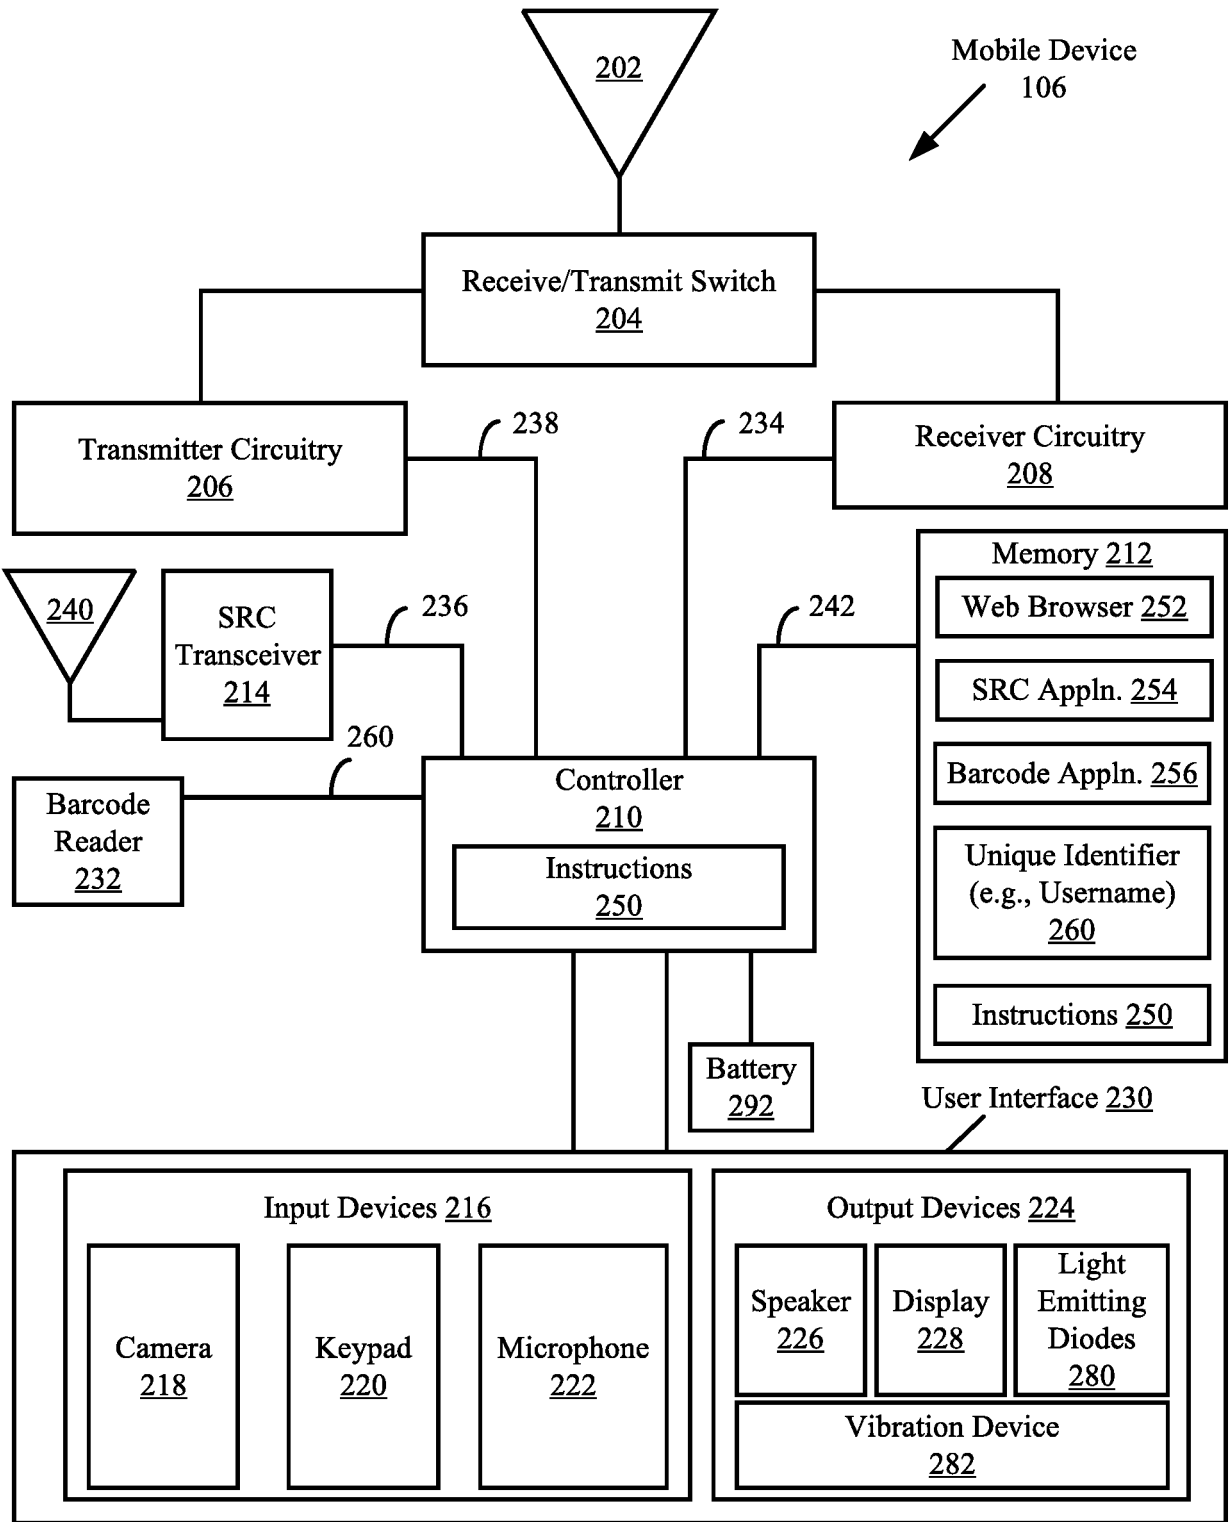 202
Mobile Device
106
Receive/Transmit Switch
204
Transmitter Circuitry
206
238
234
Receiver Circuitry
208
240
SRC
Transceiver
214
236
242
Memory 212
Web Browser 252
SRC Appln. 254
Barcode Appln. 256
Unique Identifier
(e.g., Username)
260
Instructions 250
260
Barcode
Reader
232
Controller
210
Instructions
250
Battery
292
User Interface 230
Input Devices 216
Camera
218
Keypad
220
Microphone
222
Output Devices 224
Speaker
226
Display
228
Light
Emitting
Diodes
280
Vibration Device
282